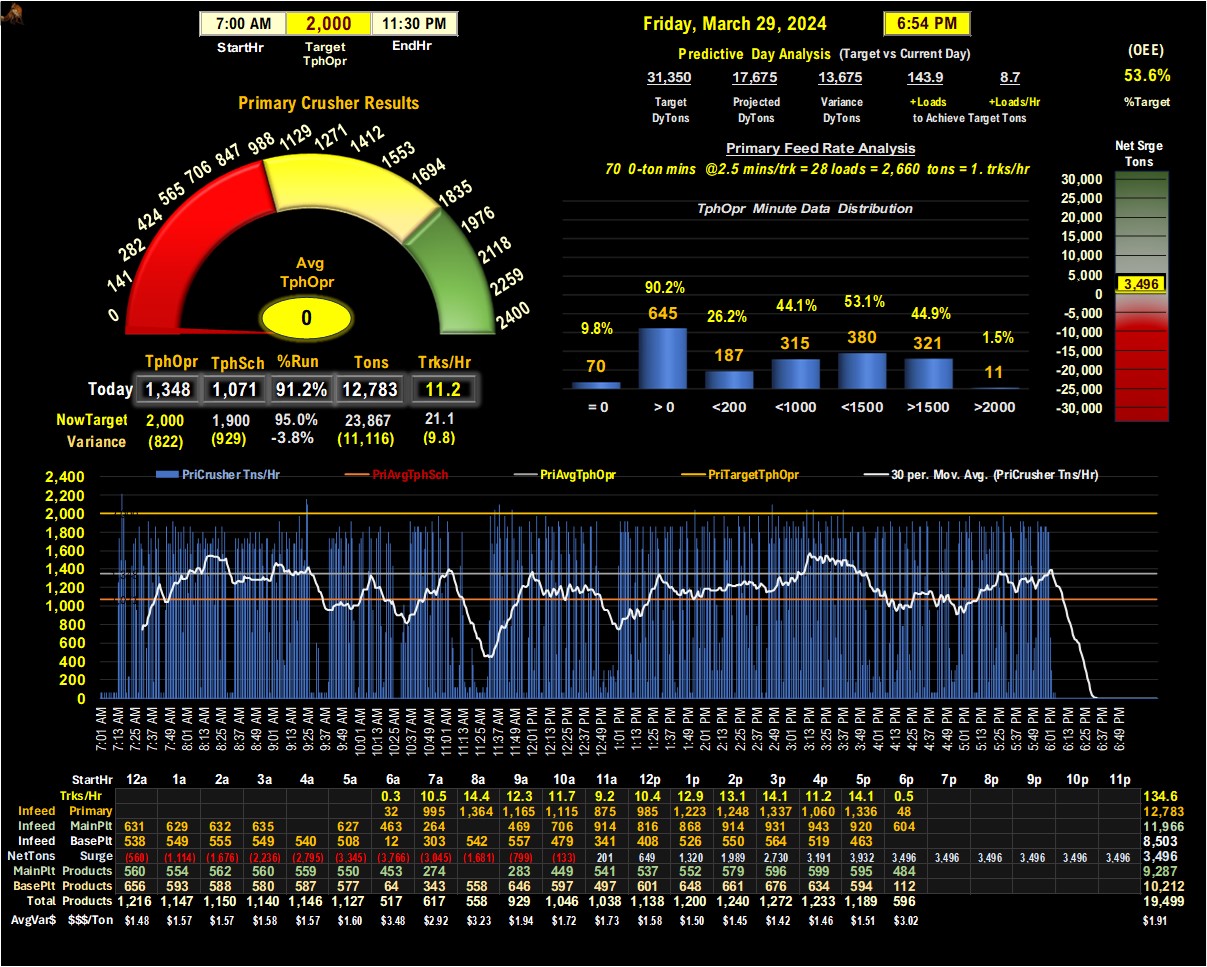 7:00 AM 2,000 11:30 PM
StartHr Target TphOpr EndHr
Friday, March 29, 2024 6:54 PM
Predictive Day Analysis (Target vs Current Day)
31,350 17,675 13,675 143.9 8.7
Target DyTons Projected DyTons Variance DyTons +Loads +Loads/Hr
to Achieve Target Tons
(OEE)
53.6%
%Target
Primary Crusher Results
0 141 282 424 565 706 847 988 1129 1271 1412 1553 1694 1835 1976 2118 2259 2400
Avg
TphOpr
0
TphOpr TphSch %Run Tons Trks/Hr
Today 1,348 1,071 91.2% 12,783 11.2
NowTarget 2,000 1,900 95.0% 23,867 21.1
Variance (822) (929) -3.8% (11,116) (9.8)
Primary Feed Rate Analysis
70 0-ton mins @2.5 mins/trk = 28 loads = 2,660 tons = 1. trks/hr
TphOpr Minute Data Distribution
9.8% 90.2% 26.2% 44.1% 53.1% 44.9% 1.5%
70 645 187 315 380 321 11
= 0 > 0 <200 <1000 <1500 >1500 >2000
Net Srge
Tons
30,000
25,000
20,000
15,000
10,000
5,000
3,496
0
-5,000
-10,000
-15,000
-20,000
-25,000
-30,000
PriCrusher Tns/Hr PriAvgTphSch PriAvgTphOpr PriTargetTphOpr 30 per. Mov. Avg. (PriCrusher Tns/Hr)
2,400
2,200
2,000
1,800
1,600
1,400
1,200
1,000
800
600
400
200
0
7:01 AM 7:13 AM 7:25 AM 7:37 AM 7:49 AM 8:01 AM 8:13 AM 8:25 AM 8:37 AM 8:49 AM 9:01 AM 9:13 AM 9:25 AM 9:37 AM 9:49 AM 10:01 AM 10:13 AM 10:25 AM 10:37 AM 10:49 AM 11:01 AM 11:13 AM 11:25 AM 11:37 AM 11:49 AM 12:01 PM 12:13 PM 12:25 PM 12:37 PM 12:49 PM 1:01 PM 1:13 PM 1:25 PM 1:37 PM 1:49 PM 2:01 PM 2:13 PM 2:25 PM 2:37 PM 2:49 PM 3:01 PM 3:13 PM 3:25 PM 3:37 PM 3:49 PM 4:01 PM 4:13 PM 4:25 PM 4:37 PM 4:49 PM 5:01 PM 5:13 PM 5:25 PM 5:37 PM 5:49 PM 6:01 PM 6:13 PM 6:25 PM 6:37 PM 6:49 PM
StartHr 12a 1a 2a 3a 4a 5a 6a 7a 8a 9a 10a 11a 12p 1p 2p 3p 4p 5p 6p 7p 8p 9p 10p 11p
Trks/Hr 0.3 10.5 14.4 12.3 11.7 9.2 10.4 12.9 13.1 14.1 11.2 14.1 0.5 134.6
Infeed Primary 32 995 1,364 1,165 1,115 875 985 1,223 1,248 1,337 1,060 1,336 48 12,783
Infeed MainPlt 631 629 632 635 627 463 264 469 706 914 816 868 914 931 943 920 604 11,966
Infeed BasePlt 538 549 555 549 540 508 12 303 542 557 479 341 408 526 550 564 519 463 8,503
NetTons Surge (560) (1,114) (1,676) (2,236) (2,795) (3,345) (3,766) (3,045) (1,681) (799) (133) 201 649 1,320 1,989 2,730 3,191 3,932 3,496 3,496 3,496 3,496 3,496 3,496 3,496
MainPlt Products 560 554 562 560 559 550 453 274 283 449 541 537 552 579 596 599 595 484 9,287
BasePlt Products 656 593 588 580 587 577 64 343 558 646 597 497 601 648 661 676 634 594 112 10,212
Total Products 1,216 1,147 1,150 1,140 1,146 1,127 517 617 558 929 1,046 1,038 1,138 1,200 1,240 1,272 1,233 1,189 596 19,499
AvgVar$ $$$/Ton $1.48 $1.57 $1.57 $1.58 $1.57 $1.60 $3.48 $2.92 $3.23 $1.94 $1.72 $1.73 $1.58 $1.50 $1.45 $1.42 $1.46 $1.51 $3.02 $1.91